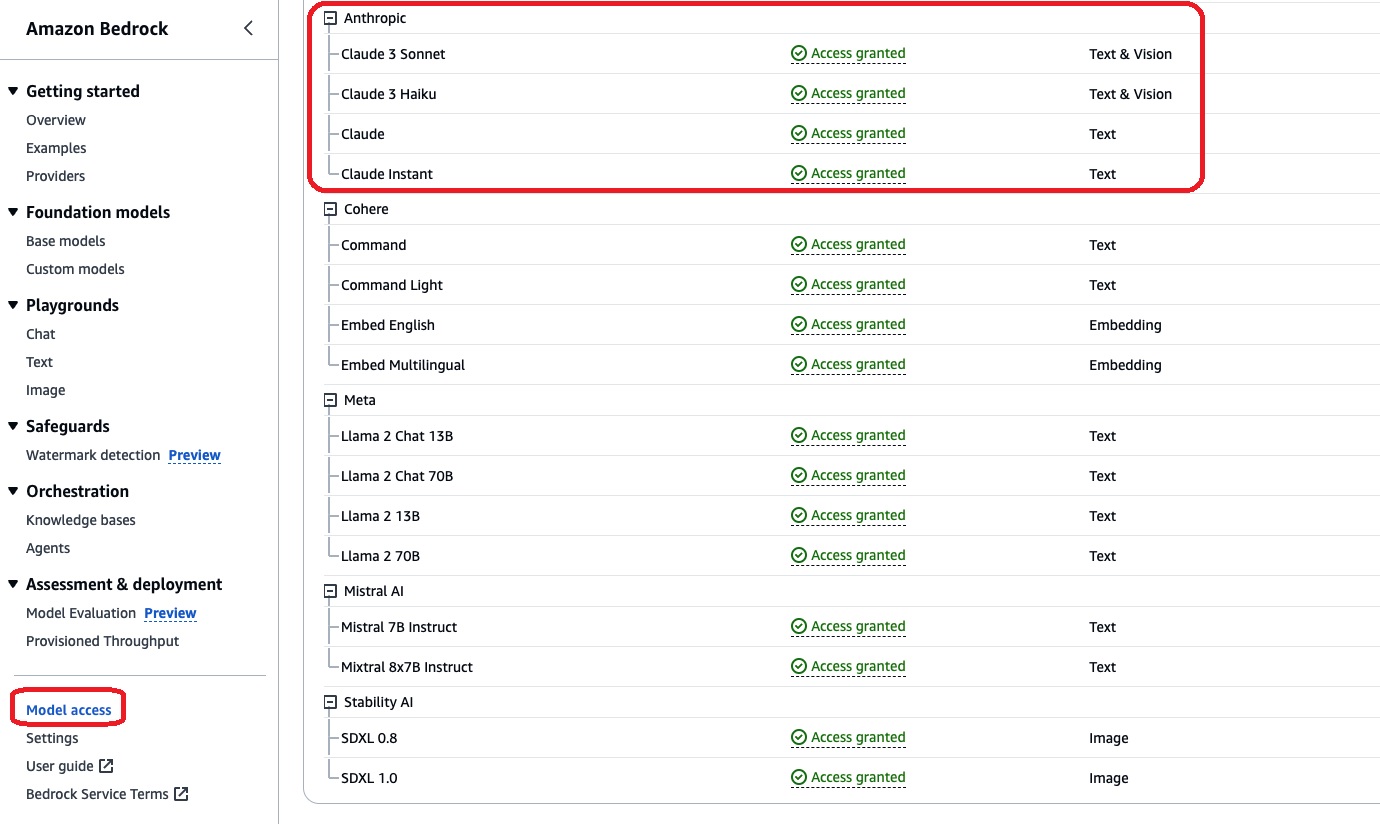 Amazon Bedrock
Getting started
Overview
Examples
Providers
Foundation models
Base models
Custom models
Playgrounds
Chat
Text
Image
Safeguards
Watermark detection Preview
Orchestration
Knowledge bases
Agents
Assessment & deployment
Model Evaluation Preview
Provisioned Throughput
Model access
Settings
User guide
Bedrock Service Terms
Anthropic
Claude 3 Sonnet Access granted Text & Vision
Claude 3 Haiku Access granted Text & Vision
Claude Access granted Text
Claude Instant Access granted Text
Cohere
Command Access granted Text
Command Light Access granted Text
Embed English Access granted Embedding
Embed Multilingual Access granted Embedding
Meta
Llama 2 Chat 13B Access granted Text
Llama 2 Chat 70B Access granted Text
Llama 2 13B Access granted Text
Llama 2 70B Access granted Text
Mistral AI
Mistral 7B Instruct Access granted Text
Mixtral 8x7B Instruct Access granted Text
Stability AI
SDXL 0.8 Access granted Image
SDXL 1.0 Access granted Image